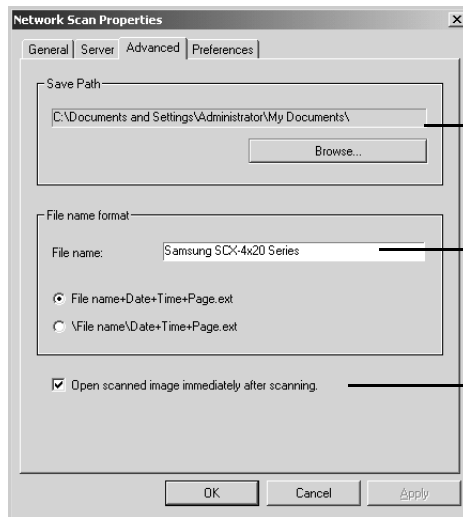 Network Scan Properties
General Server Advanced Preferences
Save Path
C:\Documents and Settings\Administrator\My Documents\
Browse...
File name format
File name: Samsung SCX-4x20 Series
File name+Date+Time+Page.ext
\File name\Date+Time+Page.ext
Open scanned image immediately after scanning.
OK Cancel Apply